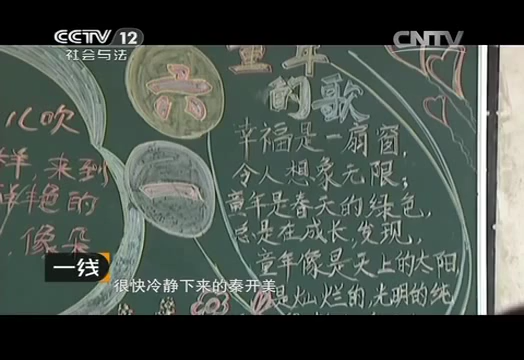 CCTV 12
社会与法
CNTV
六一
童年
的歌
幸福是一扇窗,
令人想象无限;
童年是春天的绿色,
总是在成长,发现,
童年像是天上的太阳,
是灿烂的,光明的纯
儿吹
样,来到
艳的
像朵
一线
很快冷静下来的秦开美